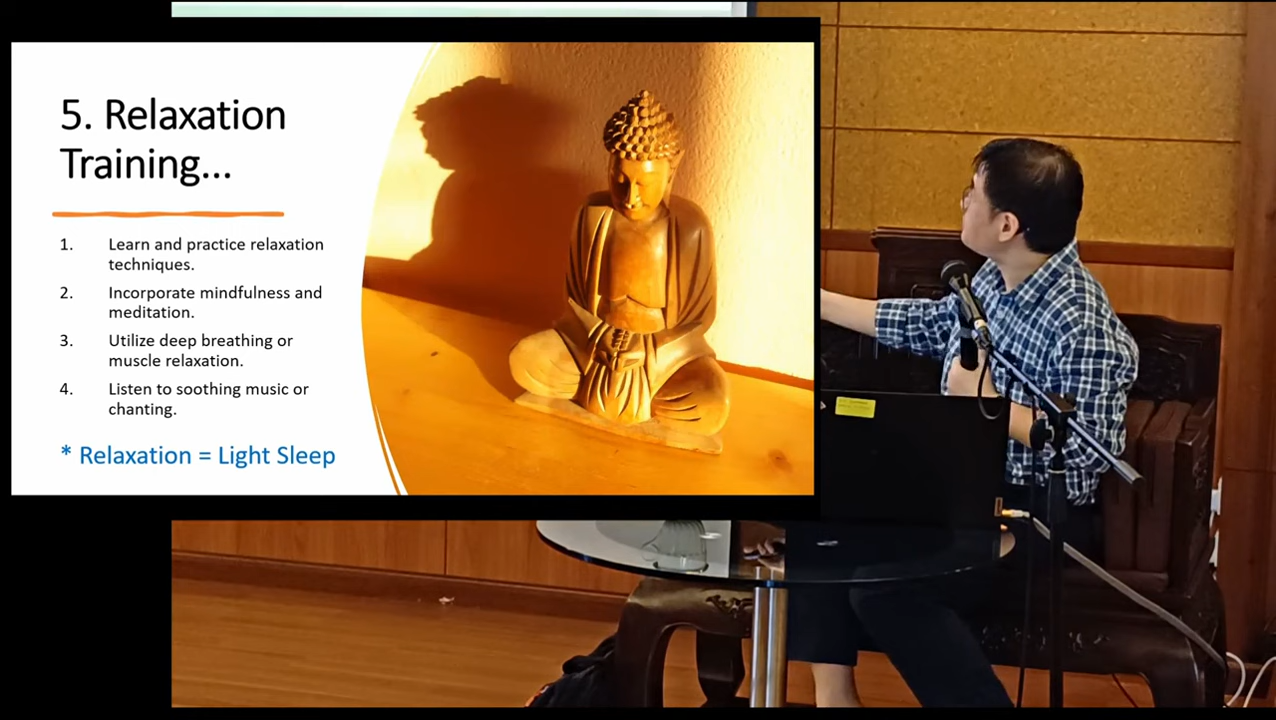 5. Relaxation
Training...
1. Learn and practice relaxation
techniques.
2. Incorporate mindfulness and
meditation.
3. Utilize deep breathing or
muscle relaxation.
4. Listen to soothing music or
chanting.
* Relaxation = Light Sleep